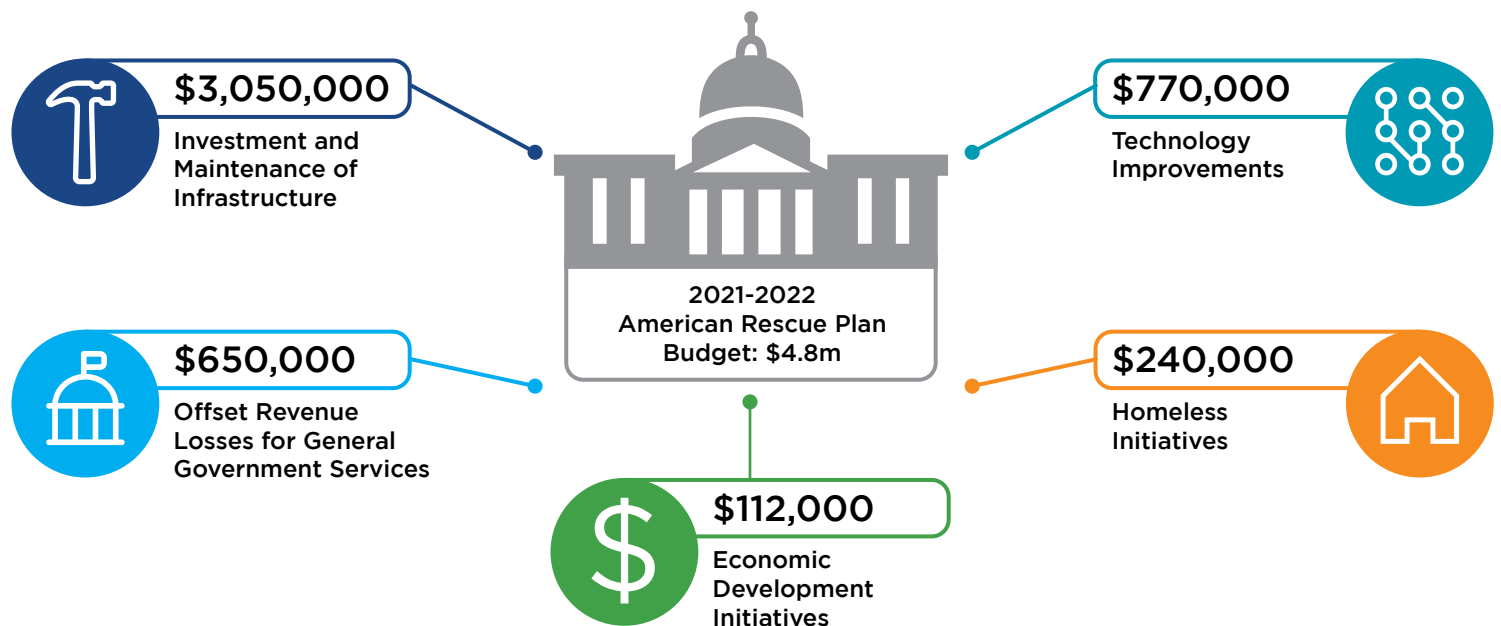 $3,050,000
Investment and
Maintenance of
Infrastructure
$770,000
Technology
Improvements
2021-2022
American Rescue Plan
Budget: $4.8m
$650,000
Offset Revenue
Losses for General
Government Services
$240,000
Homeless
Initiatives
$
$112,000
Economic
Development
Initiatives